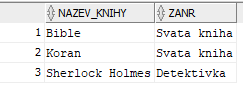 NAZEV_KNIHY ZANR
1 Bible Svata kniha
2 Koran Svata kniha
3 Sherlock Holmes Detektivka